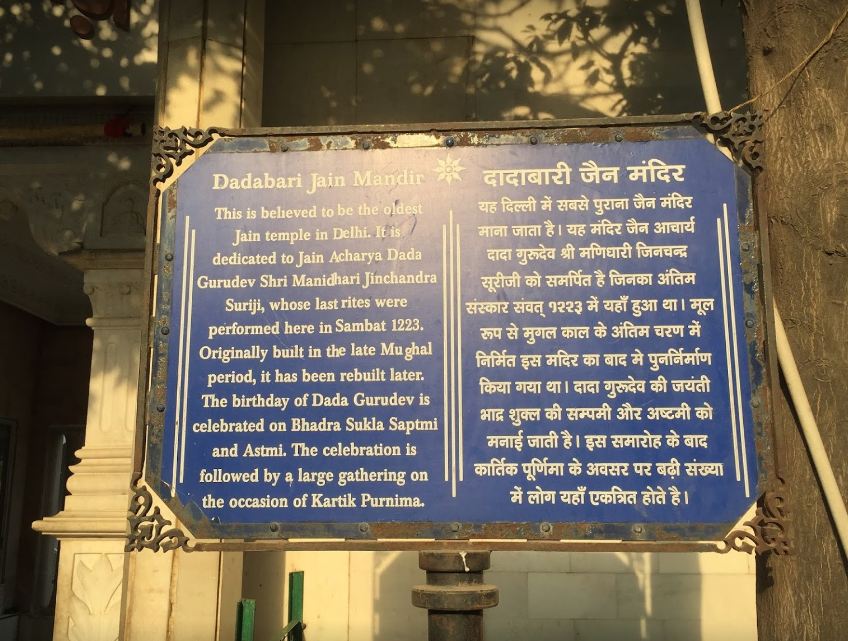 Dadabari Jain Mandir
This is believed to be the oldest
Jain temple in Delhi. It is
dedicated to Jain Acharya Dada
Gurudev Shri Manidhari Jinchandra
Suriji, whose last rites were
performed here in Sambat 1223.
Originally built in the late Mughal
period, it has been rebuilt later.
The birthday of Dada Gurudev is
celebrated on Bhadra Sukla Saptmi
and Astmi. The celebration is
followed by a large gathering on
the occasion of Kartik Purnima.
दादाबारी जैन मंदिर
यह दिल्ली में सबसे पुराना जैन मंदिर
माना जाता है। यह मंदिर जैन आचार्य
दादा गुरूदेव श्री मणिधारी जिनचन्द्र
सूरीजी को समर्पित है जिनका अंतिम
संस्कार संवत् १२२३ में यहाँ हुआ था। मूल
रूप से मुगल काल के अंतिम चरण में
निर्मित इस मदिर का बाद मे पुनर्निर्माण
किया गया था। दादा गुरूदेव की जयंती
भाद्र शुक्ल की सम्पमी और अष्टमी को
मनाई जाती है। इस समारोह के बाद
कार्तिक पूर्णिमा के अवसर पर बढ़ी संख्या
में लोग यहाँ एकत्रित होते है।